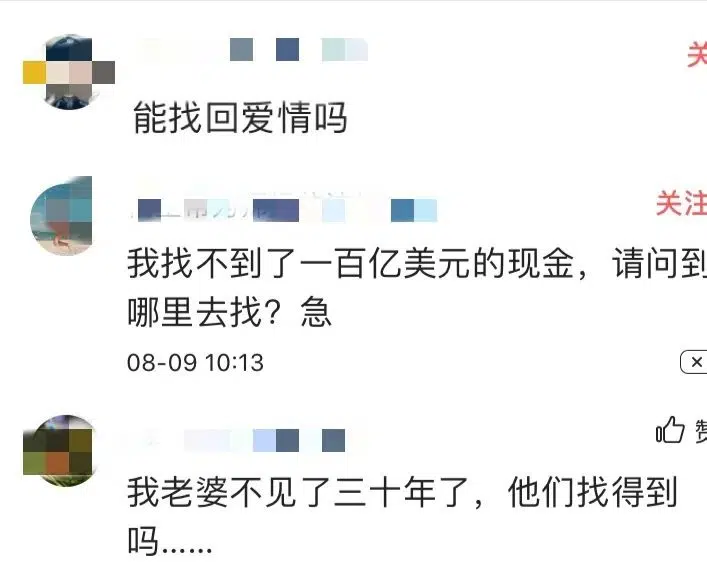 关
能找回爱情吗
关注
我找不到了一百亿美元的现金，请问到
哪里去找？急
08-09 10:13
赞
我老婆不见了三十年了，他们找得到
吗……